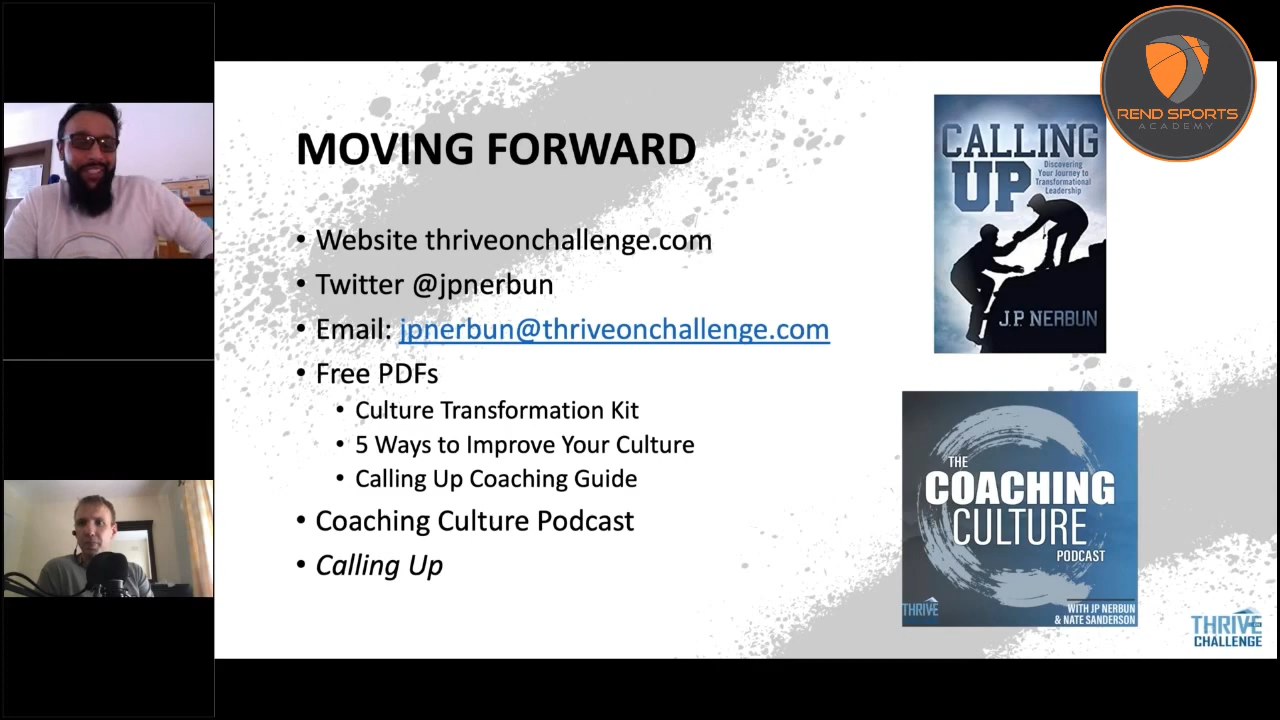 MOVING FORWARD
• Website thriveonchallenge.com
• Twitter @jpnerbun
• Email: jpnerbun@thriveonchallenge.com
• Free PDFs
• Culture Transformation Kit
• 5 Ways to Improve Your Culture
• Calling Up Coaching Guide
• Coaching Culture Podcast
• Calling Up
CALLING
UP
Discovering
Your Journey to
Transformational
Leadership
J.P. NERBUN
REND SPORTS
ACADEMY
THE
COACHING
CULTURE
PODCAST
THRIVE
WITH JP NERBUN
& NATE SANDERSON
THRIVE
CHALLENGE